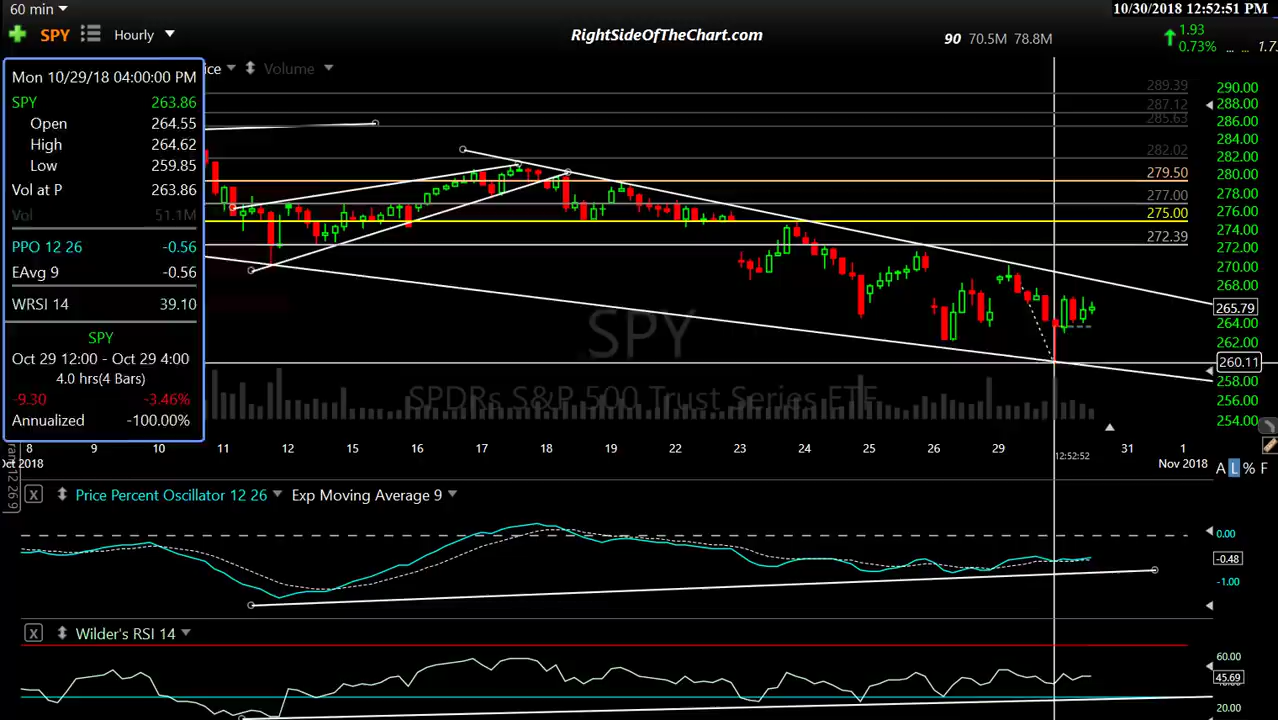 60 min
10/30/2018 12:52:51 PM
SPY Hourly
RightSideOfTheChart.com
90 70.5M 78.8M
1.93
0.73% ... ... 1.7
Mon 10/29/18 04:00:00 PM
SPY 263.86
Open 264.55
High 264.62
Low 259.85
Vol at P 263.86
Vol 51.1M
PPO 12 26 -0.56
EAvg 9 -0.56
WRSI 14 39.10
SPY
Oct 29 12:00 - Oct 29 4:00
4.0 hrs(4 Bars)
-9.30 -3.46%
Annualized -100.00%
ice Volume
289.39
287.12
285.63
282.02
279.50
277.00
275.00
272.39
290.00
288.00
286.00
284.00
282.00
280.00
278.00
276.00
274.00
272.00
270.00
268.00
265.79
264.00
262.00
260.11
258.00
256.00
254.00
SPY
SPDRs S&P 500 Trust Series ETF
8 9 10 11 12 15 16 17 18 19 22 23 24 25 26 29 31 1
Oct 2018 12:52:52 Nov 2018
A L % F
X Price Percent Oscillator 12 26 Exp Moving Average 9
0.00
-0.48
-1.00
X Wilder's RSI 14
60.00
45.69
20.00